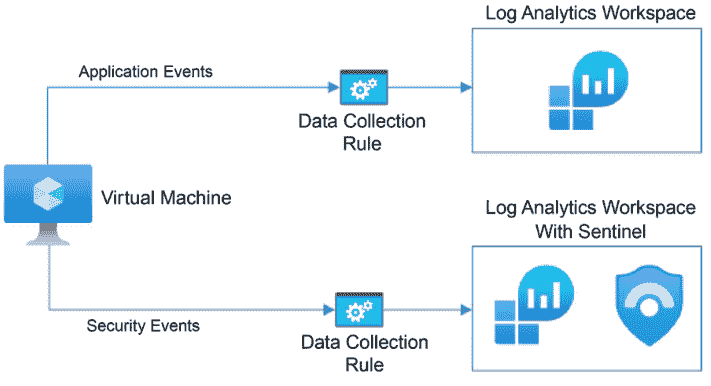 Log Analytics Workspace
Application Events
Data Collection
Rule
Virtual Machine
Log Analytics Workspace
With Sentinel
Security Events
Data Collection
Rule